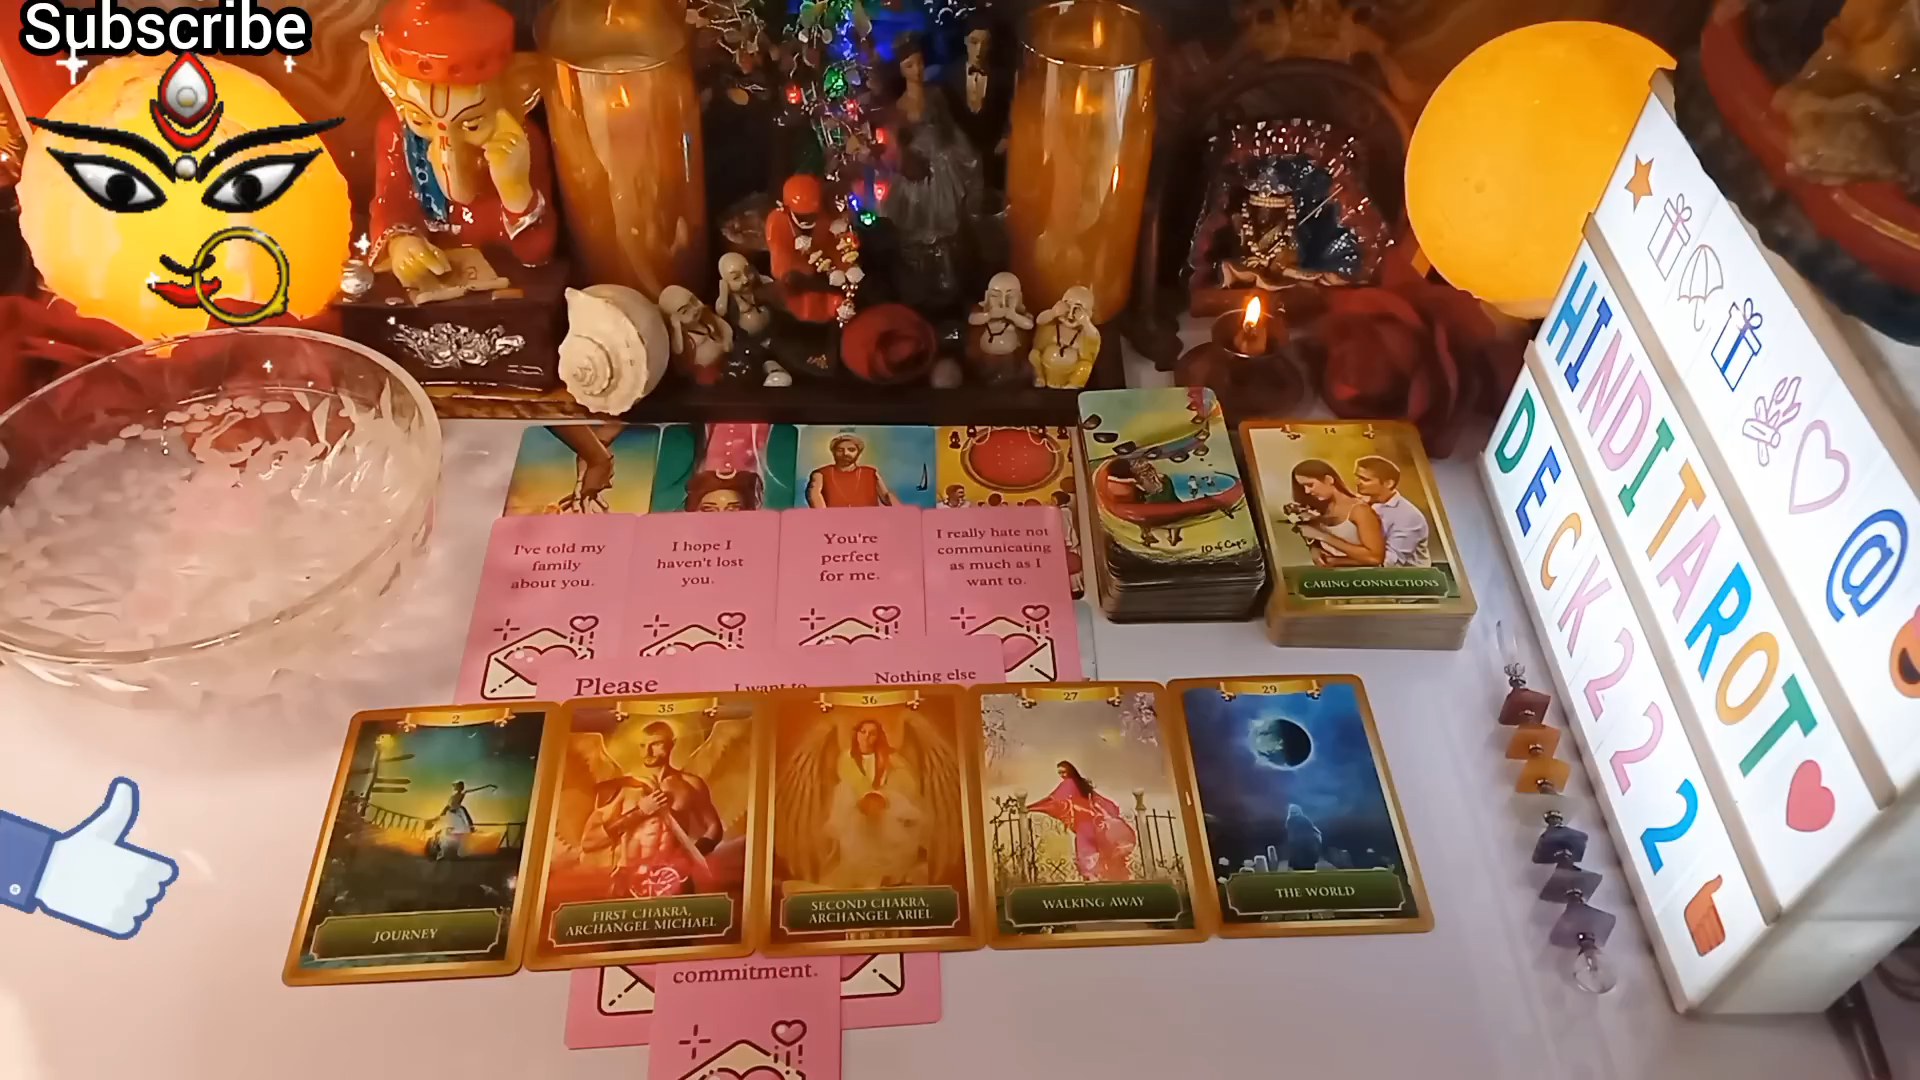 Subscribe
HINDITAROT
DECK222
@
10 of Cups
14
CARING CONNECTIONS
I've told my
family
about you.
I hope I
haven't lost
you.
You're
perfect
for me.
I really hate not
communicating
as much as I
want to.
Please
I want to
Nothing else
2
JOURNEY
35
FIRST CHAKRA,
ARCHANGEL MICHAEL
36
SECOND CHAKRA,
ARCHANGEL ARIEL
27
WALKING AWAY
29
THE WORLD
commitment.